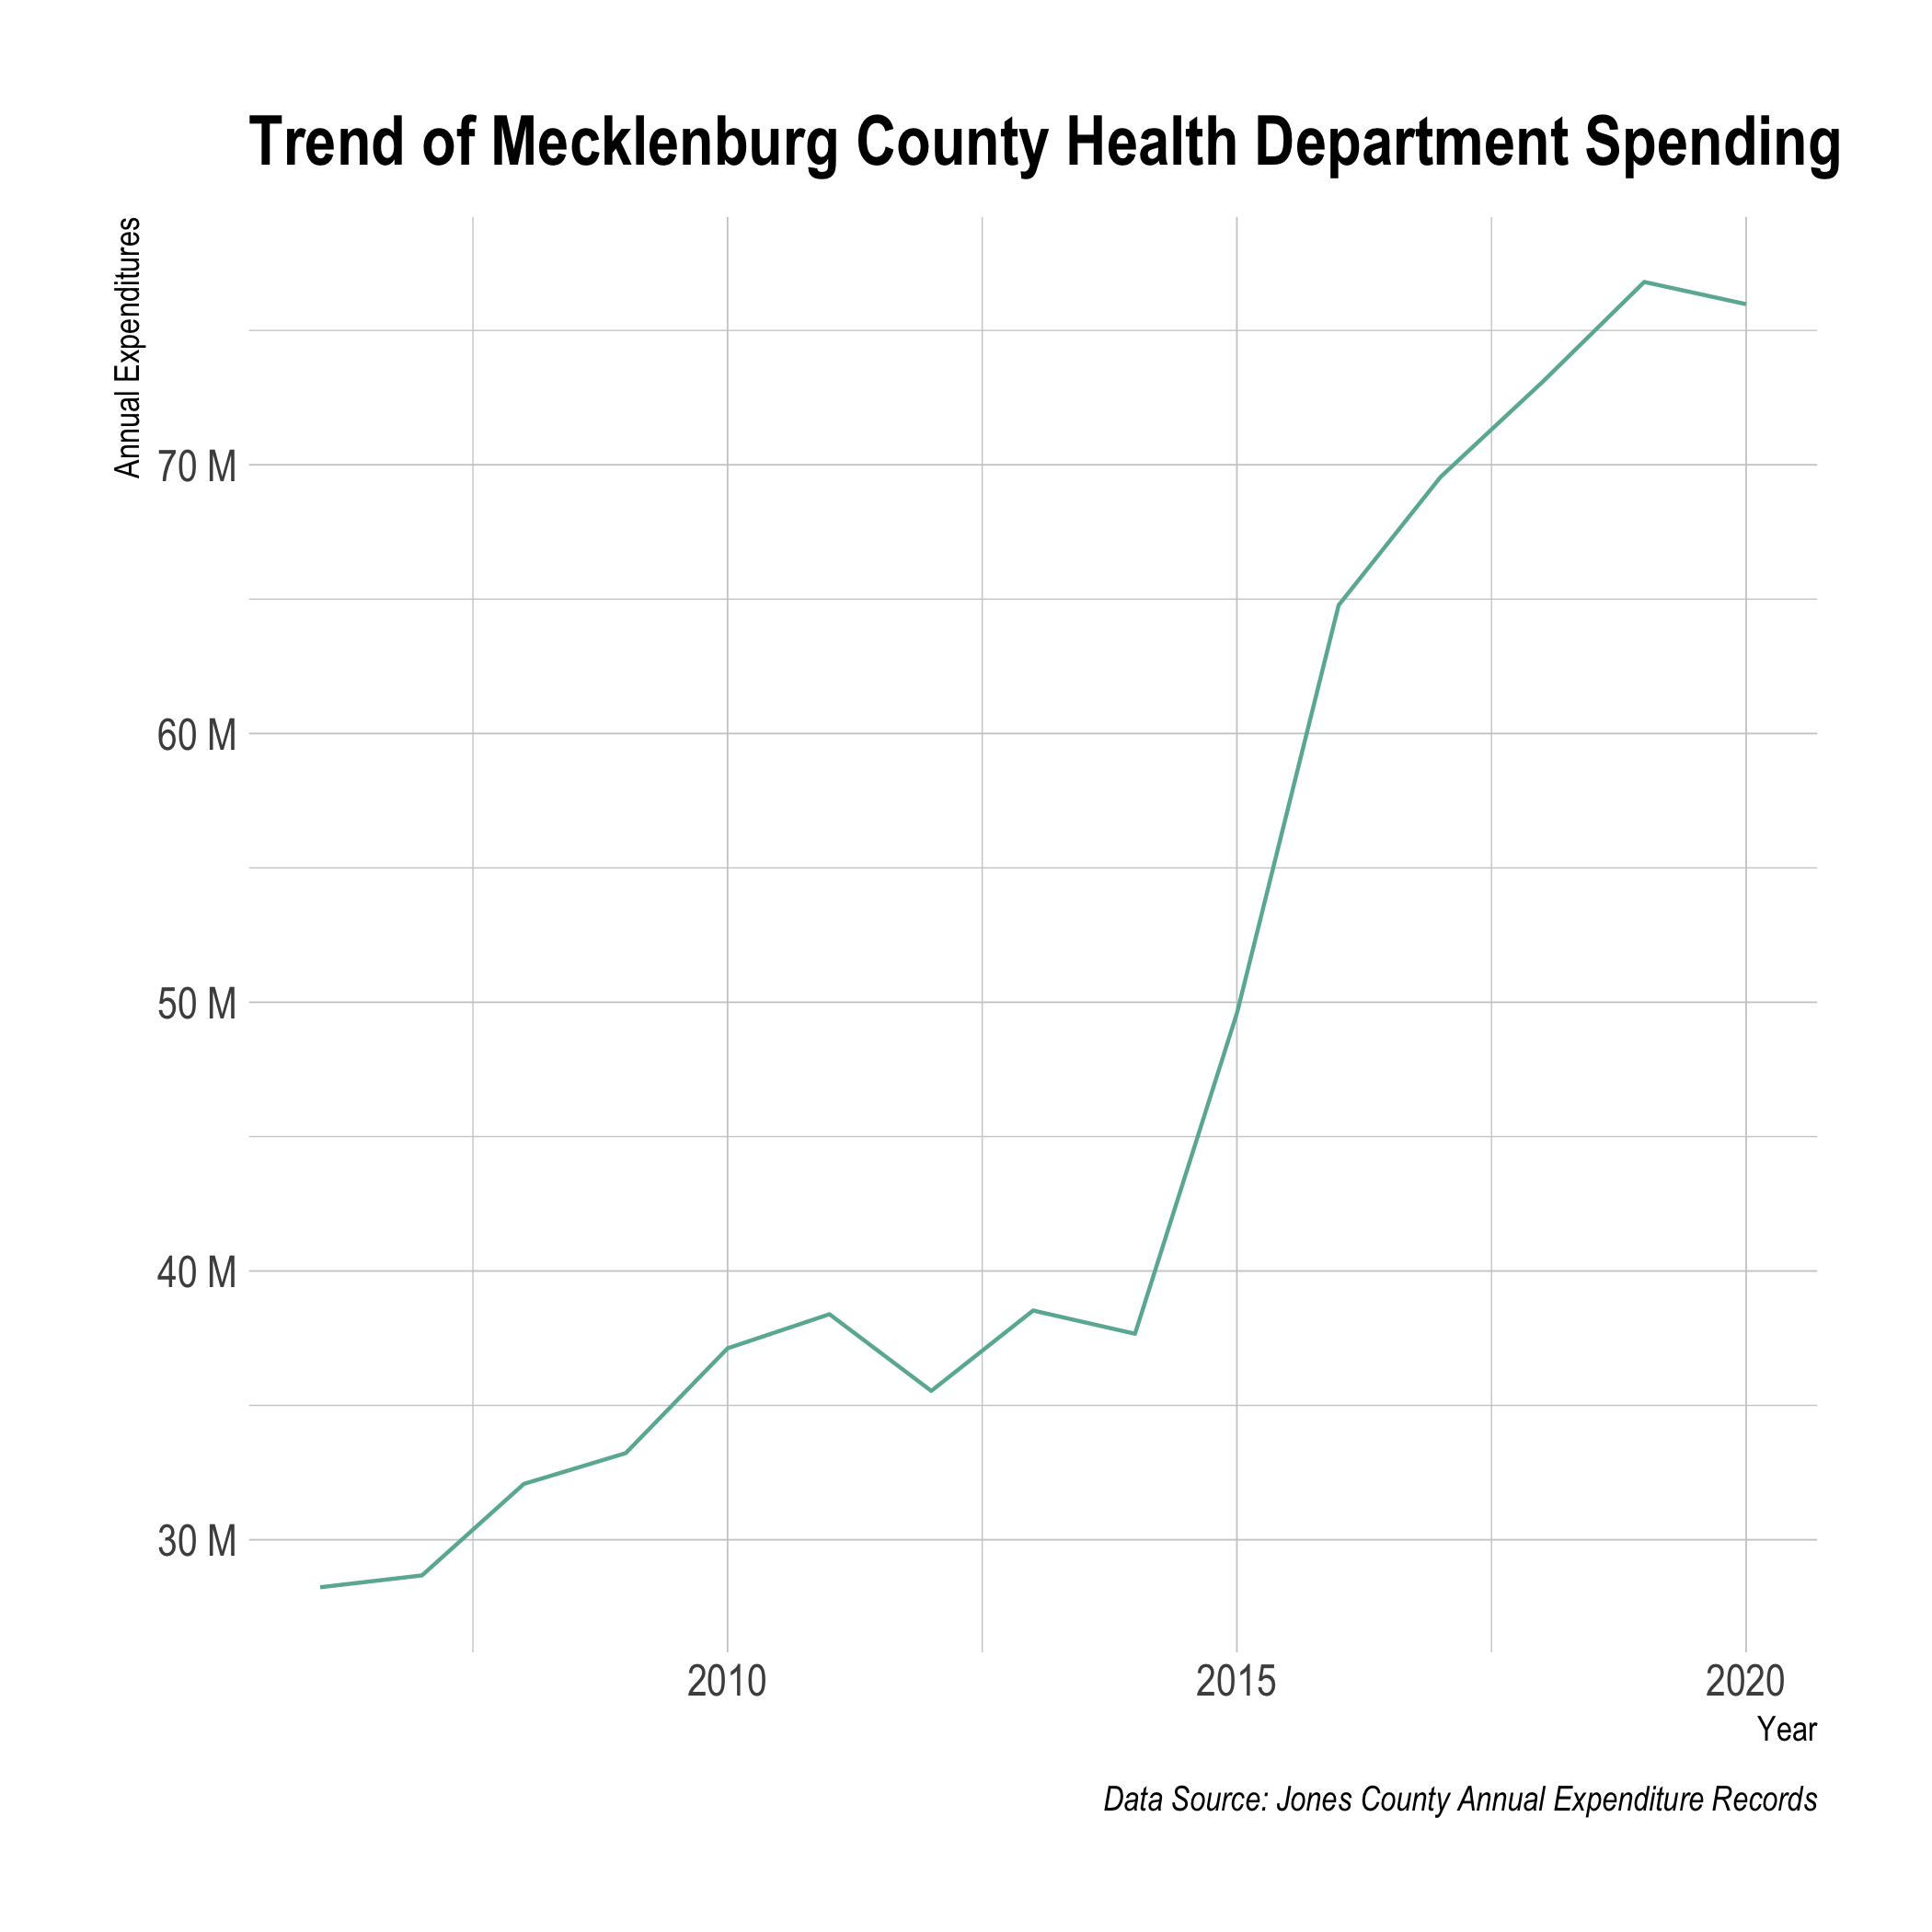 Trend of Mecklenburg County Health Department Spending
Annual Expenditures
70 M
60 M
50 M
40 M
30 M
2010
2015
2020
Year
Data Source: Jones County Annual Expenditure Records